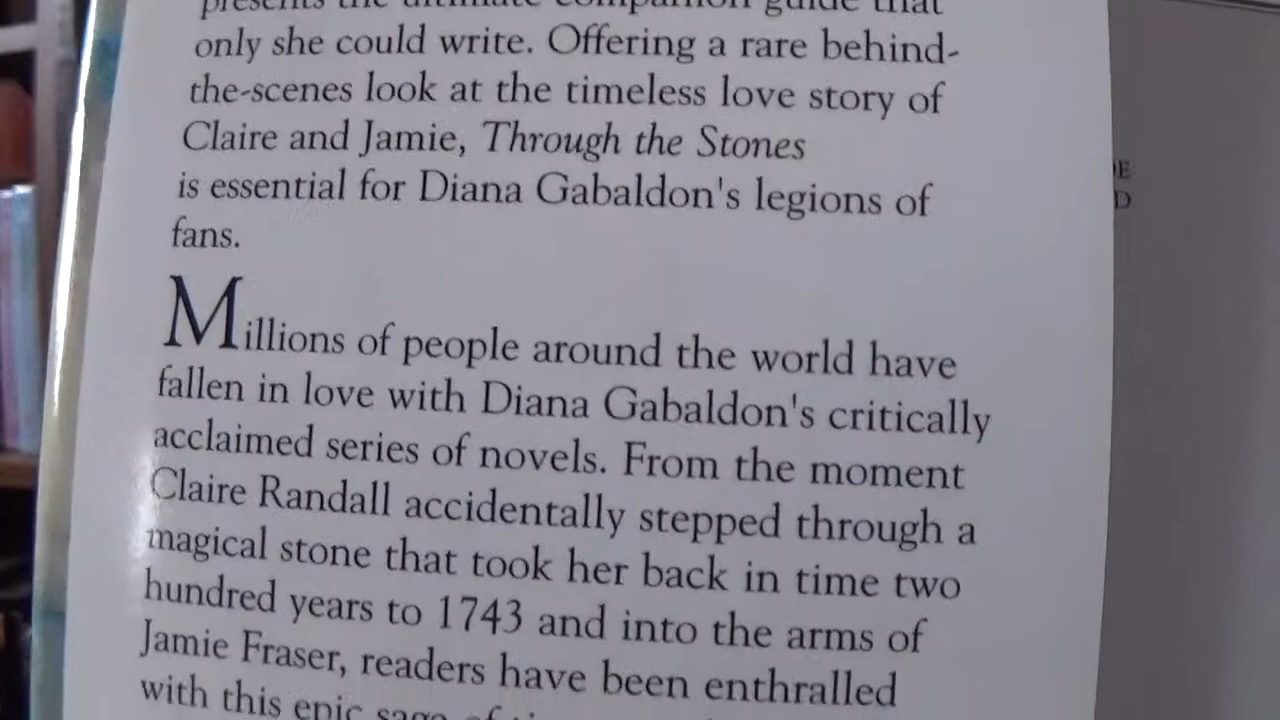 presents the ultimate companion guide that
only she could write. Offering a rare behind-
the-scenes look at the timeless love story of
Claire and Jamie, Through the Stones
is essential for Diana Gabaldon's legions of
fans.
Millions of people around the world have
fallen in love with Diana Gabaldon's critically
acclaimed series of novels. From the moment
Claire Randall accidentally stepped through a
magical stone that took her back in time two
hundred years to 1743 and into the arms of
Jamie Fraser, readers have been enthralled
with this epic saga of